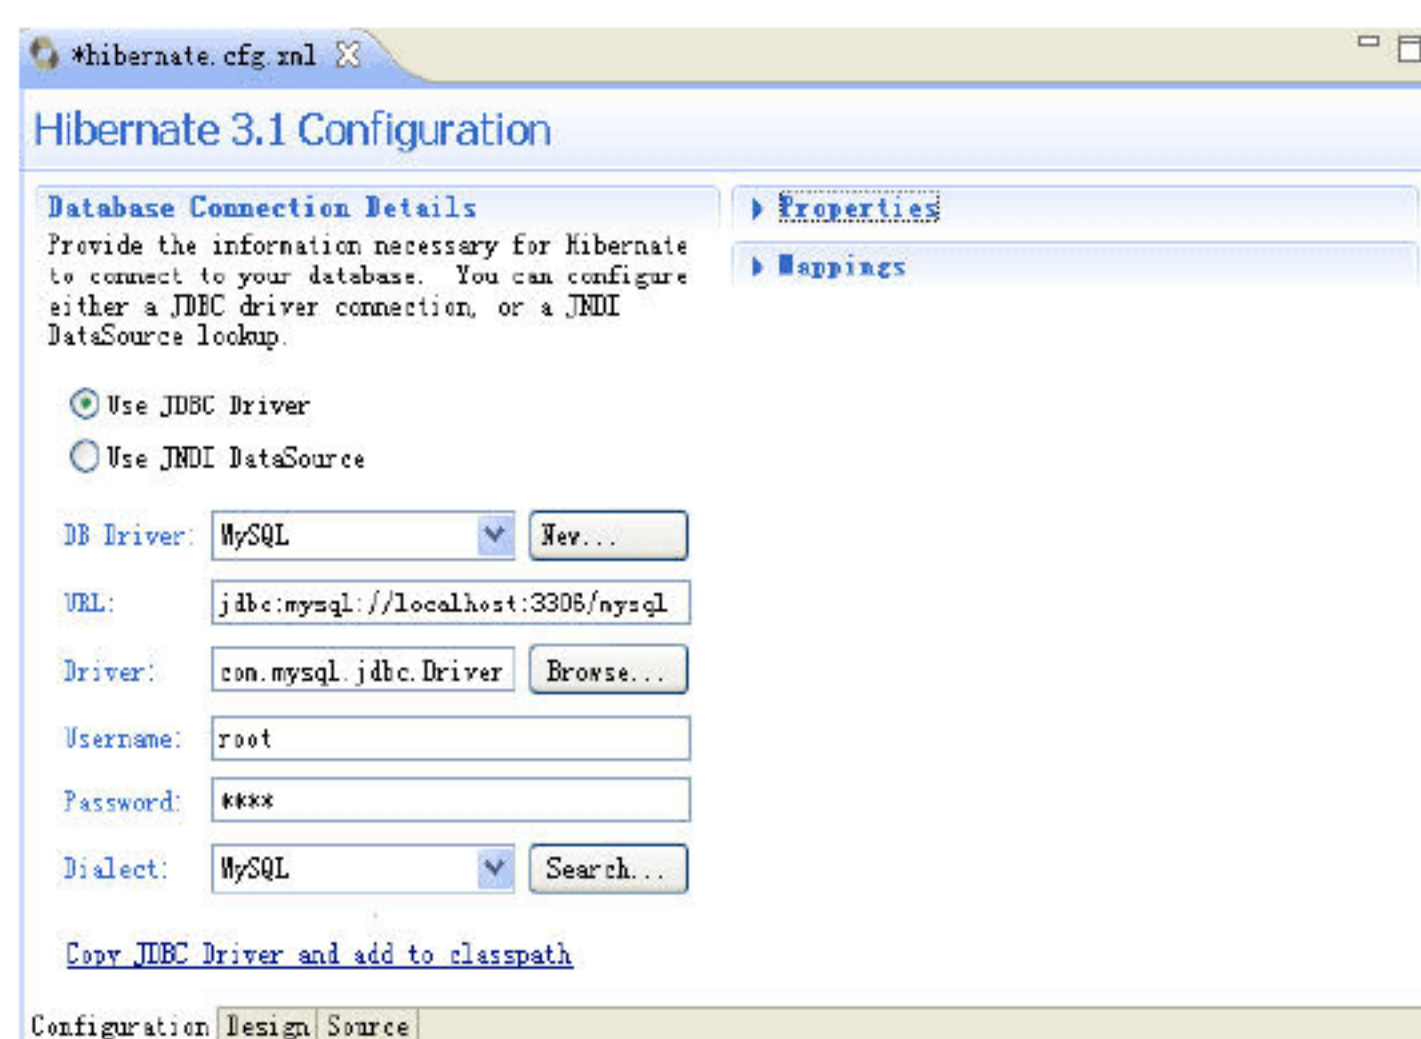 *hibernate.cfg.xml
Hibernate 3.1 Configuration
Database Connection Details
Provide the information necessary for Hibernate
to connect to your database. You can configure
either a JDBC driver connection, or a JNDI
DataSource lookup.
Use JDBC Driver
Use JNDI DataSource
DB Driver: MySQL New...
URL: jdbc:mysql://localhost:3306/mysql
Driver: com.mysql.jdbc.Driver Browse...
Username: root
Password: ****
Dialect: MySQL Search...
Copy JDBC Driver and add to classpath
Properties
Mappings
Configuration Design Source